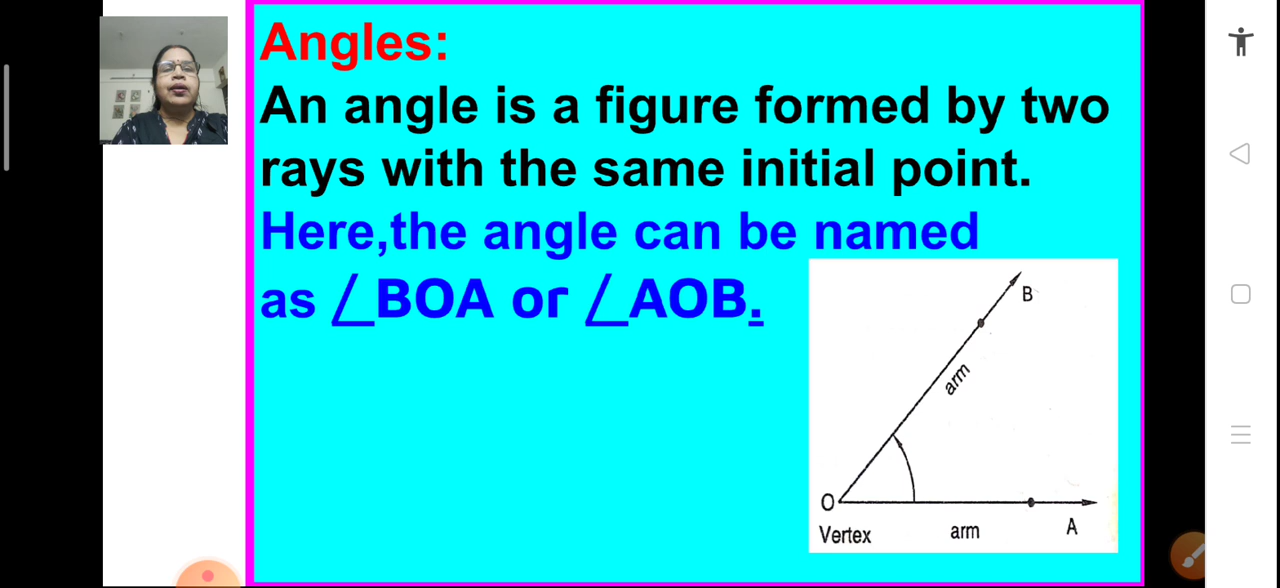 Angles:
An angle is a figure formed by two
rays with the same initial point.
Here,the angle can be named
as ∠BOA or ∠AOB.
B
arm
O
Vertex
arm
A